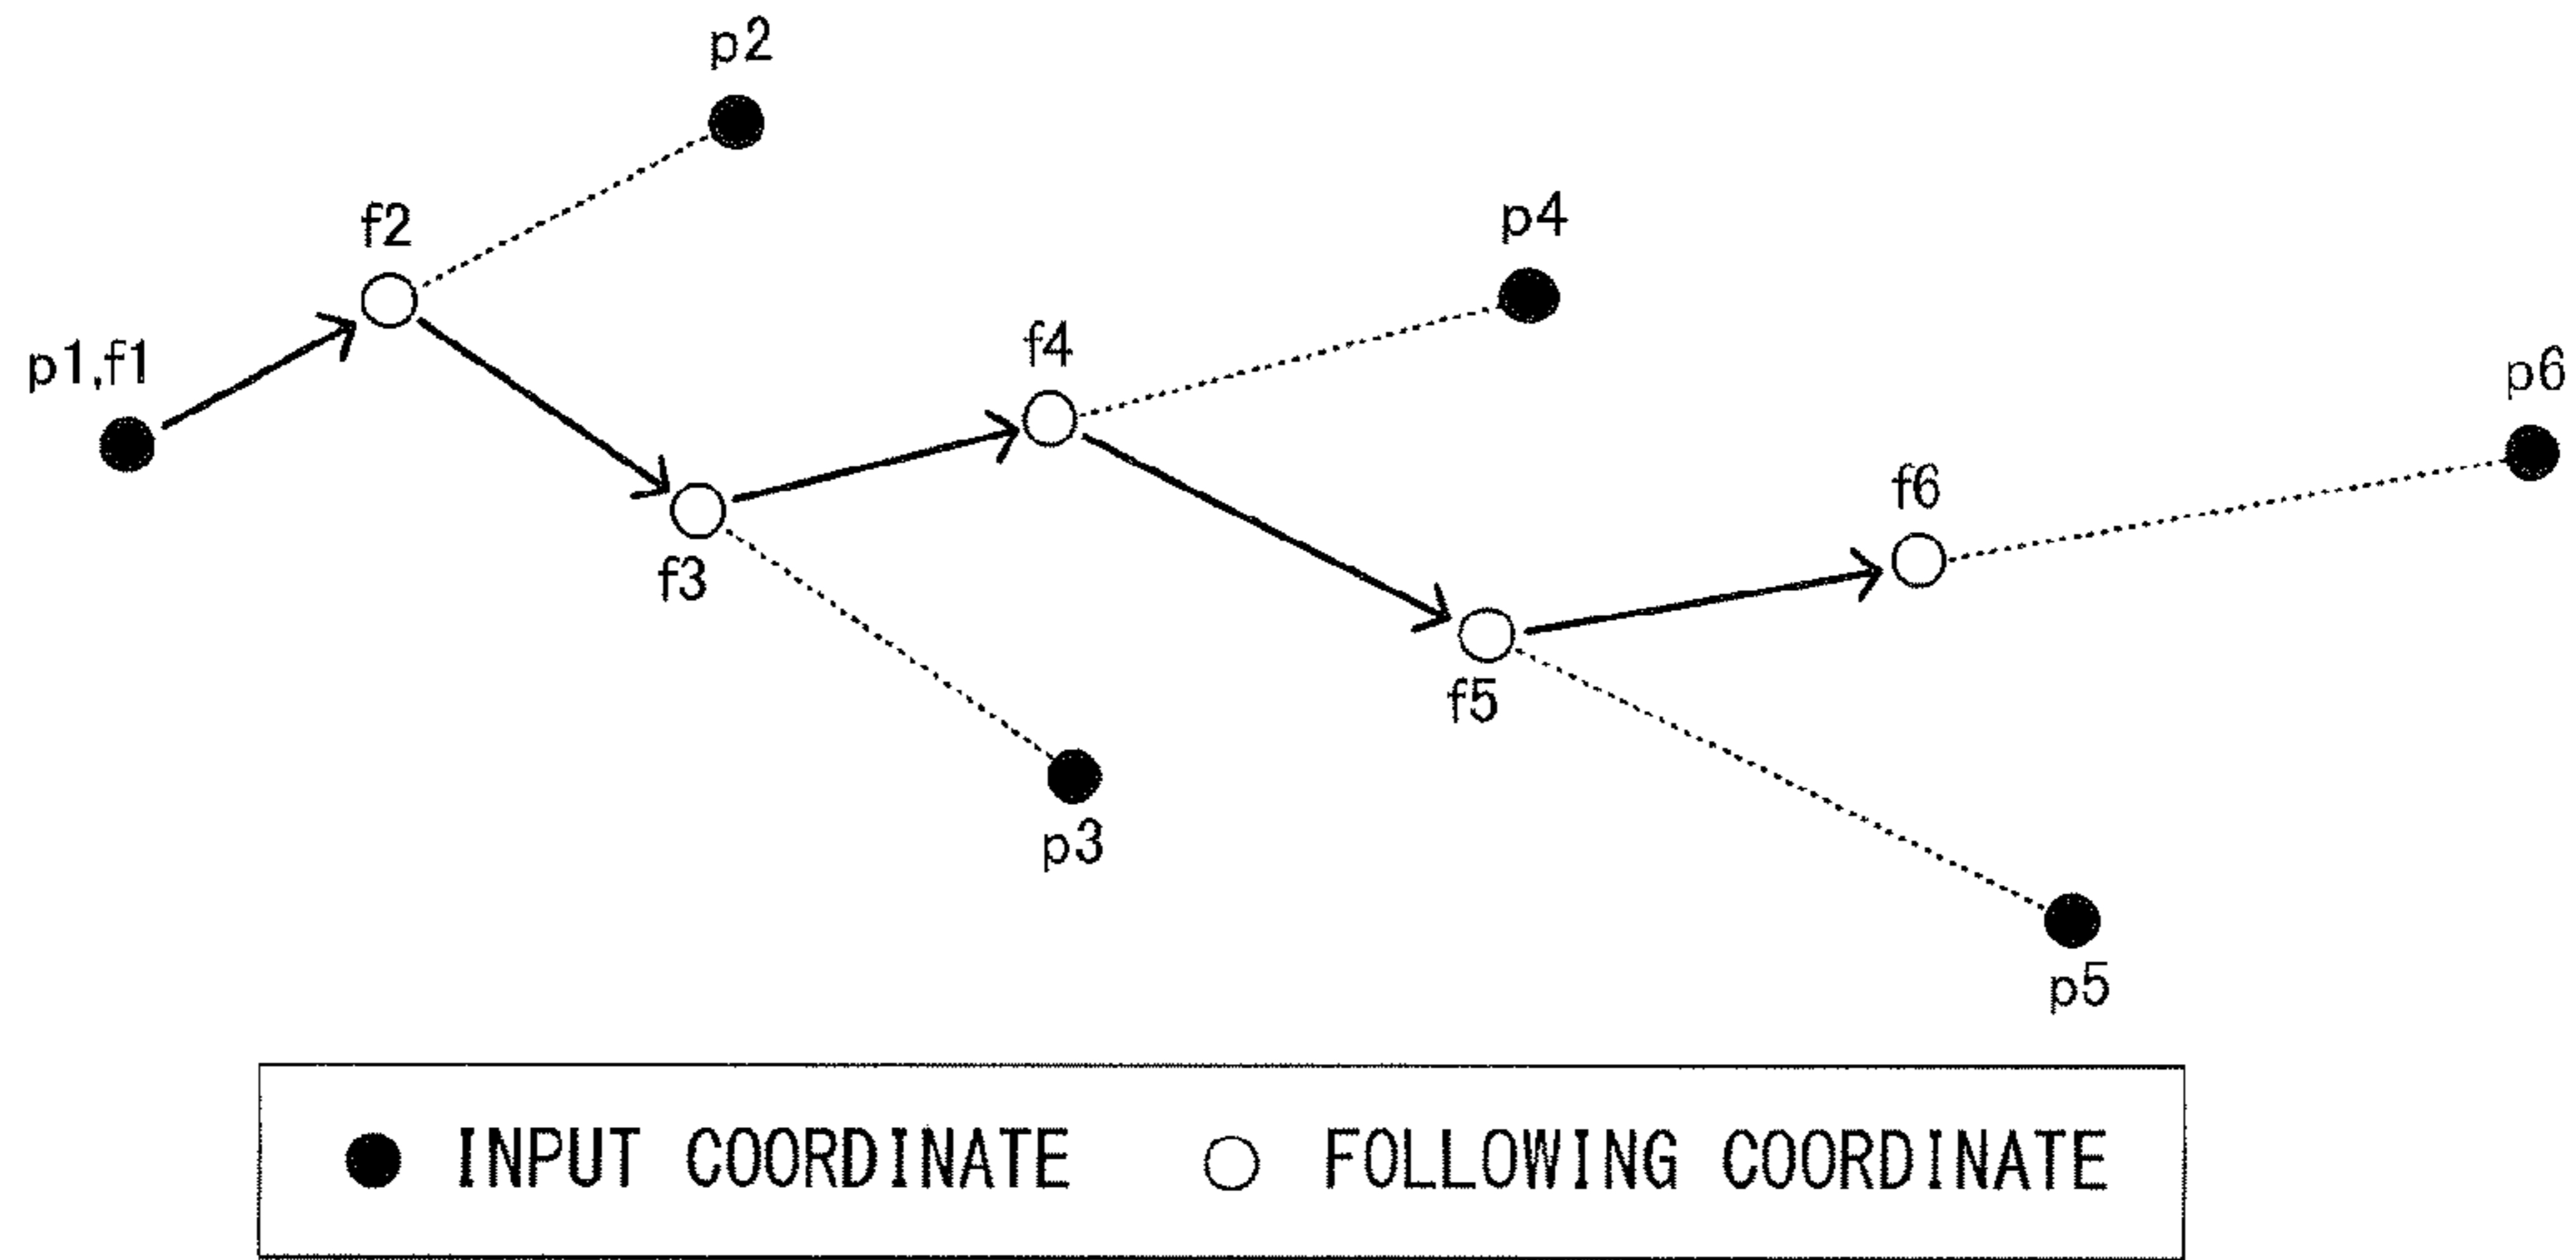 p2
f2
p4
p1,f1
f4
p6
f6
f3
f5
p3
p5
INPUT COORDINATE FOLLOWING COORDINATE